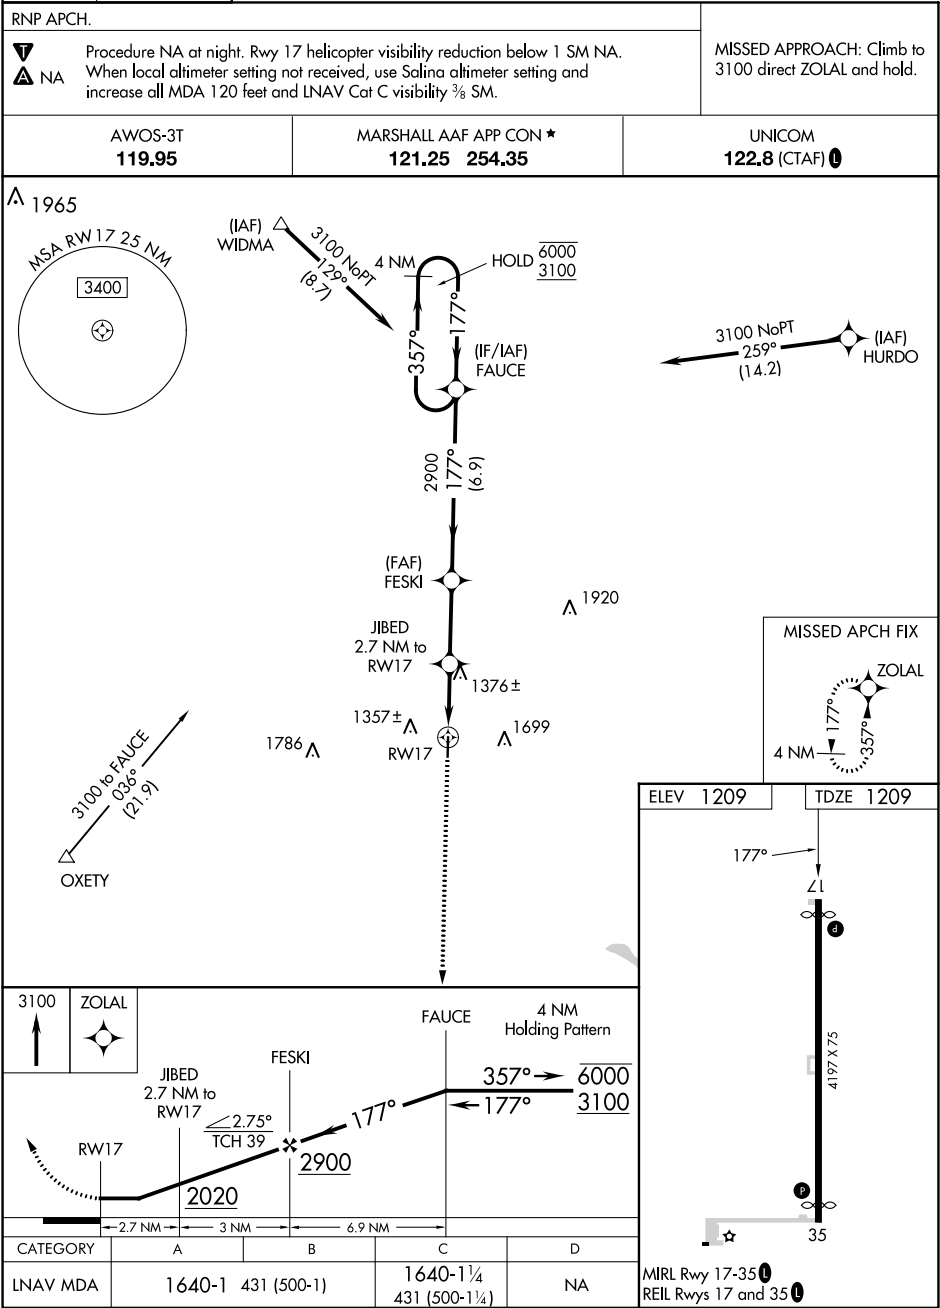 RNP APCH.
T
A NA
Procedure NA at night. Rwy 17 helicopter visibility reduction below 1 SM NA.
When local altimeter setting not received, use Salina altimeter setting and
increase all MDA 120 feet and LNAV Cat C visibility ⅜ SM.
MISSED APPROACH: Climb to
3100 direct ZOLAL and hold.
AWOS-3T
119.95
MARSHALL AAF APP CON ★
121.25 254.35
UNICOM
122.8 (CTAF) L
1965
MSA RW17 25 NM
3400
(IAF)
WIDMA
3100 NoPT
129°
(8.7)
4 NM
HOLD 6000
3100
357°
177°
(IF/IAF)
FAUCE
3100 NoPT
259°
(14.2)
(IAF)
HURDO
2900
177°
(6.9)
(FAF)
FESKI
1920
JIBED
2.7 NM to
RW17
1376±
1357±
1699
1786
RW17
3100 to FAUCE
036°
(21.9)
OXETY
MISSED APCH FIX
ZOLAL
177°
357°
4 NM
ELEV 1209
TDZE 1209
177°
17
P
4197 X 75
P
35
MIRL Rwy 17-35 L
REIL Rwys 17 and 35 L
3100
ZOLAL
FAUCE
4 NM
Holding Pattern
FESKI
JIBED
2.7 NM to
RW17
357°
6000
177°
3100
2.75°
TCH 39
177°
RW17
2900
2020
2.7 NM
3 NM
6.9 NM
CATEGORY A B C D
LNAV MDA 1640-1 431 (500-1) 1640-1¼ NA
431 (500-1¼)